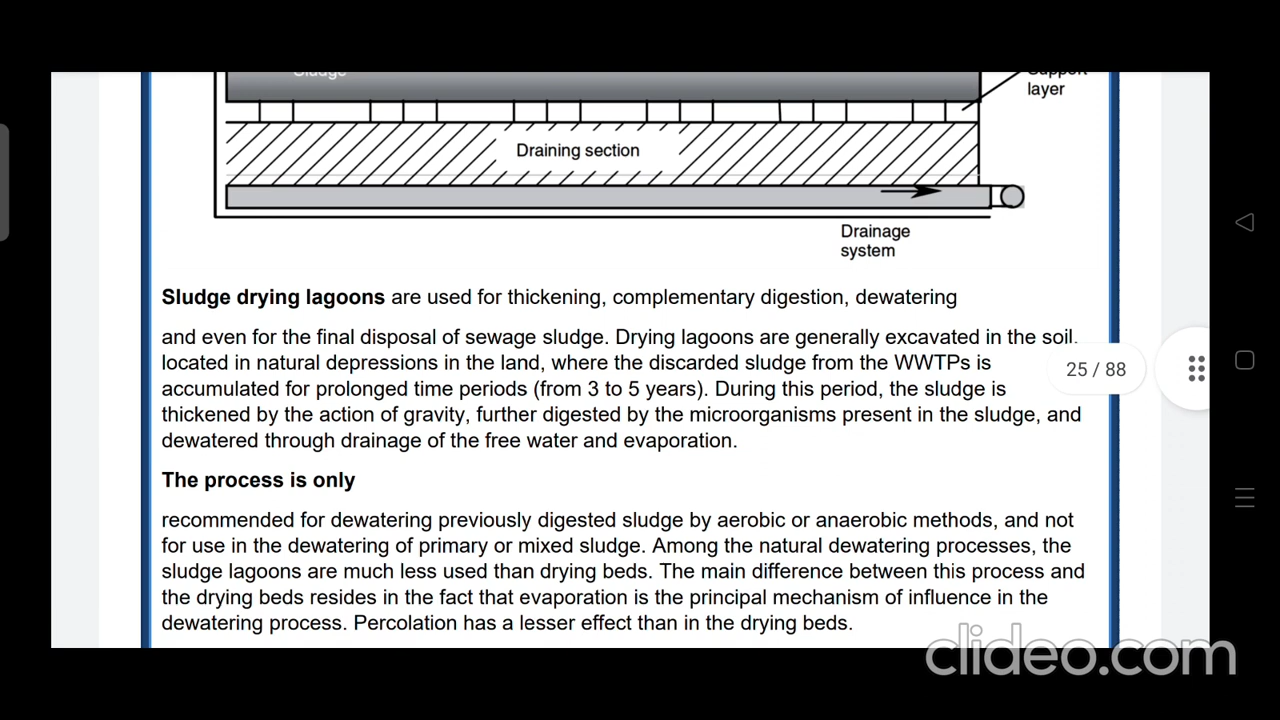 Sludge
Support
layer
Draining section
Drainage
system
Sludge drying lagoons are used for thickening, complementary digestion, dewatering
and even for the final disposal of sewage sludge. Drying lagoons are generally excavated in the soil,
located in natural depressions in the land, where the discarded sludge from the WWTPs is
accumulated for prolonged time periods (from 3 to 5 years). During this period, the sludge is
thickened by the action of gravity, further digested by the microorganisms present in the sludge, and
dewatered through drainage of the free water and evaporation.
25 / 88
The process is only
recommended for dewatering previously digested sludge by aerobic or anaerobic methods, and not
for use in the dewatering of primary or mixed sludge. Among the natural dewatering processes, the
sludge lagoons are much less used than drying beds. The main difference between this process and
the drying beds resides in the fact that evaporation is the principal mechanism of influence in the
dewatering process. Percolation has a lesser effect than in the drying beds.
clideo.com